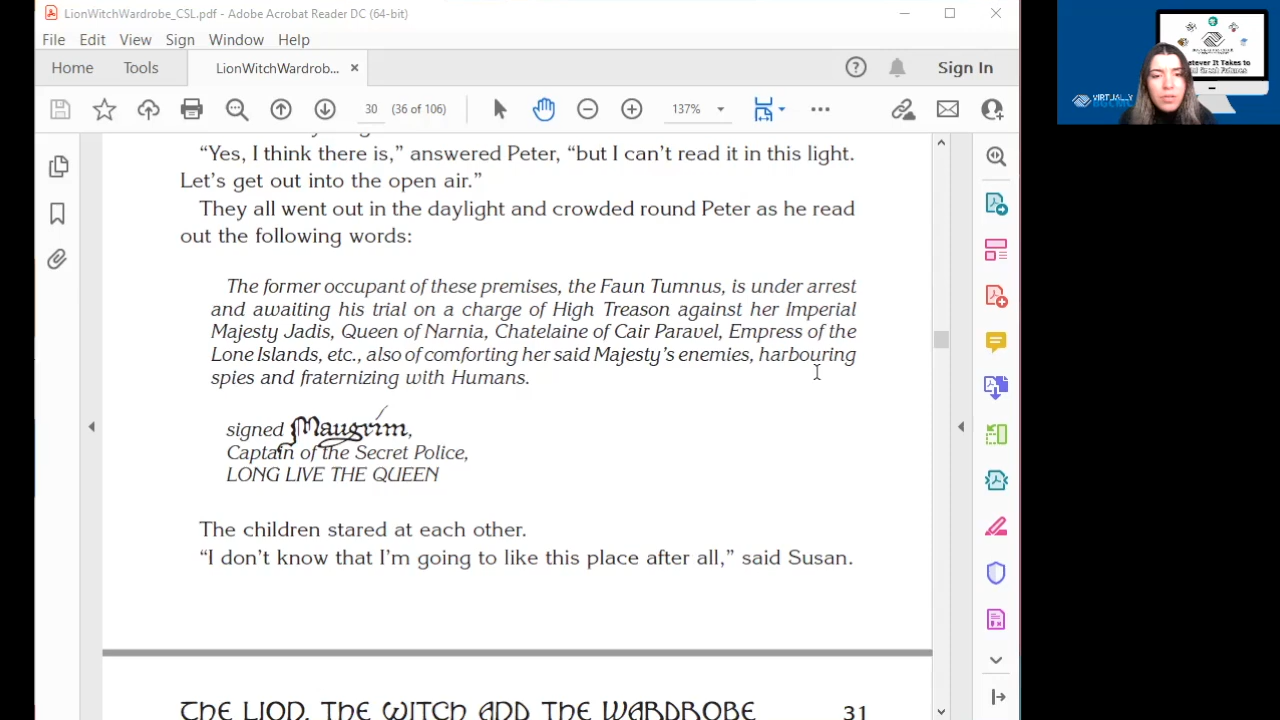 LionWitchWardrobe_CSL.pdf - Adobe Acrobat Reader DC (64-bit)
File Edit View Sign Window Help
Home Tools LionWitchWardrob... × Sign In
30 (36 of 106) 137%
“Yes, I think there is,” answered Peter, “but I can’t read it in this light.
Let’s get out into the open air.”
They all went out in the daylight and crowded round Peter as he read
out the following words:
The former occupant of these premises, the Faun Tumnus, is under arrest
and awaiting his trial on a charge of High Treason against her Imperial
Majesty Jadis, Queen of Narnia, Chatelaine of Cair Paravel, Empress of the
Lone Islands, etc., also of comforting her said Majesty’s enemies, harbouring
spies and fraternizing with Humans.
signed Maugrim,
Captain of the Secret Police,
LONG LIVE THE QUEEN
The children stared at each other.
“I don’t know that I’m going to like this place after all,” said Susan.
THE LION, THE WITCH AND THE WARDROBE 31
VIRTUALLY